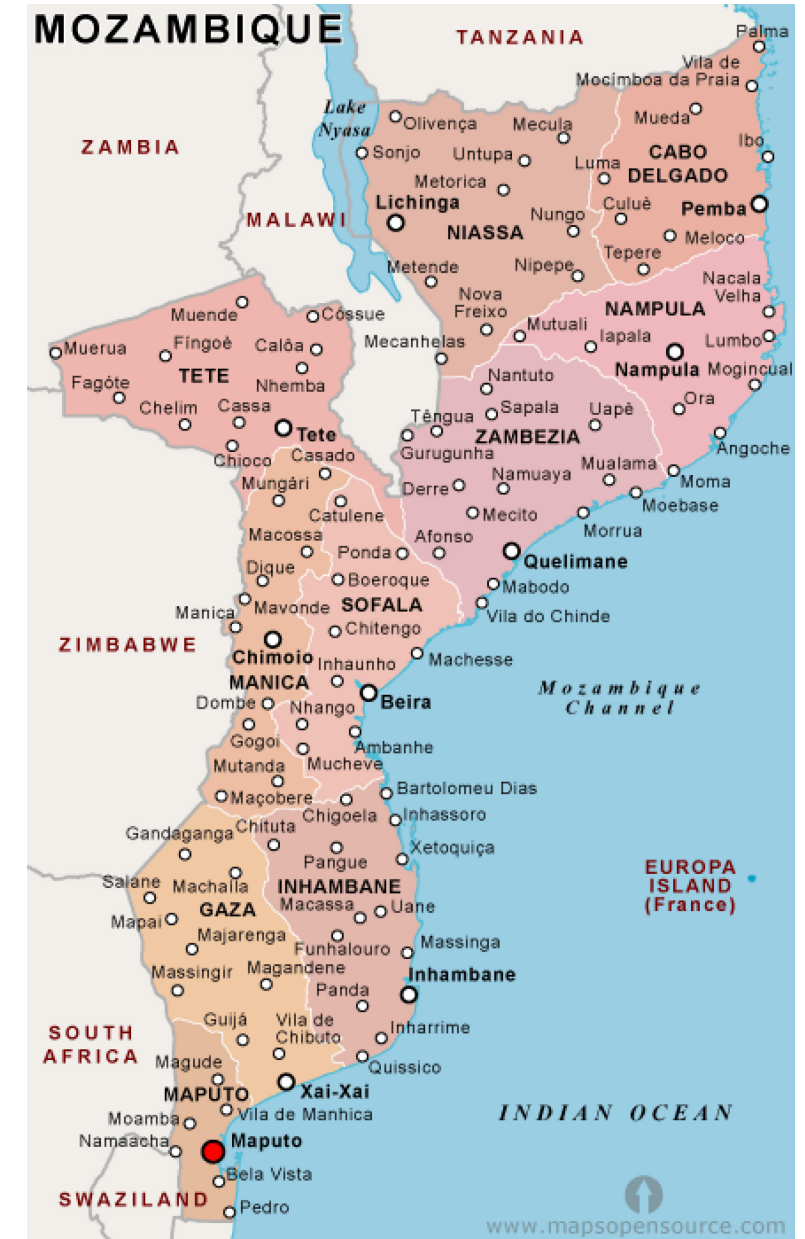 MOZAMBIQUE
TANZANIA
Palma
Vila de
Mocímboa da Praia
Lake
Nyasa
Olivença
Mecula
Mueda
ZAMBIA
Sonjo
Untupa
Luma
CABO
DELGADO
Ibo
Metorica
Lichinga
Culuè
Pemba
MALAWI
Nungo
NIASSA
Meloco
Metende
Nipepe
Tepere
Nacala
Velha
Nova
Freixo
NAMPULA
Muende
Cóssue
Mutuali
Iapala
Lumbo
Mecanhelas
Muerua
Fíngoè
Calôa
Nampula
Mogincual
TETE
Nantuto
Fagóte
Nhemba
Ora
Chelim
Cassa
Têngua
Sapala
Uapè
Tete
ZAMBEZIA
Angoche
Chioco
Casado
Gurugunha
Mualama
Mungári
Derre
Namuaya
Moma
Catulene
Mecito
Moebase
Macossa
Afonso
Morrua
Ponda
Quelimane
Dique
Boeroque
Mabodo
Manica
Mavonde
SOFALA
Vila do Chinde
Chitengo
ZIMBABWE
Chimoio
Inhaunho
Machesse
MANICA
Mozambique
Channel
Dombe
Nhango
Beira
Gogoi
Ambanhe
Mutanda
Mucheve
Maçobere
Bartolomeu Dias
Chigoela
Inhassoro
Gandaganga
Chituta
Xetoquiça
Pangue
EUROPA
ISLAND
(France)
Salane
Machaíla
INHAMBANE
GAZA
Macassa
Uane
Mapai
Majarenga
Funhalouro
Massinga
Massingir
Magandene
Inhambane
Panda
Guijá
Vila de
Chibuto
Inharrime
SOUTH
AFRICA
Quissico
Magude
MAPUTO
Xai-Xai
Moamba
Vila de Manhica
INDIAN OCEAN
Namaacha
Maputo
Bela Vista
SWAZILAND
Pedro
www.mapsopensource.com